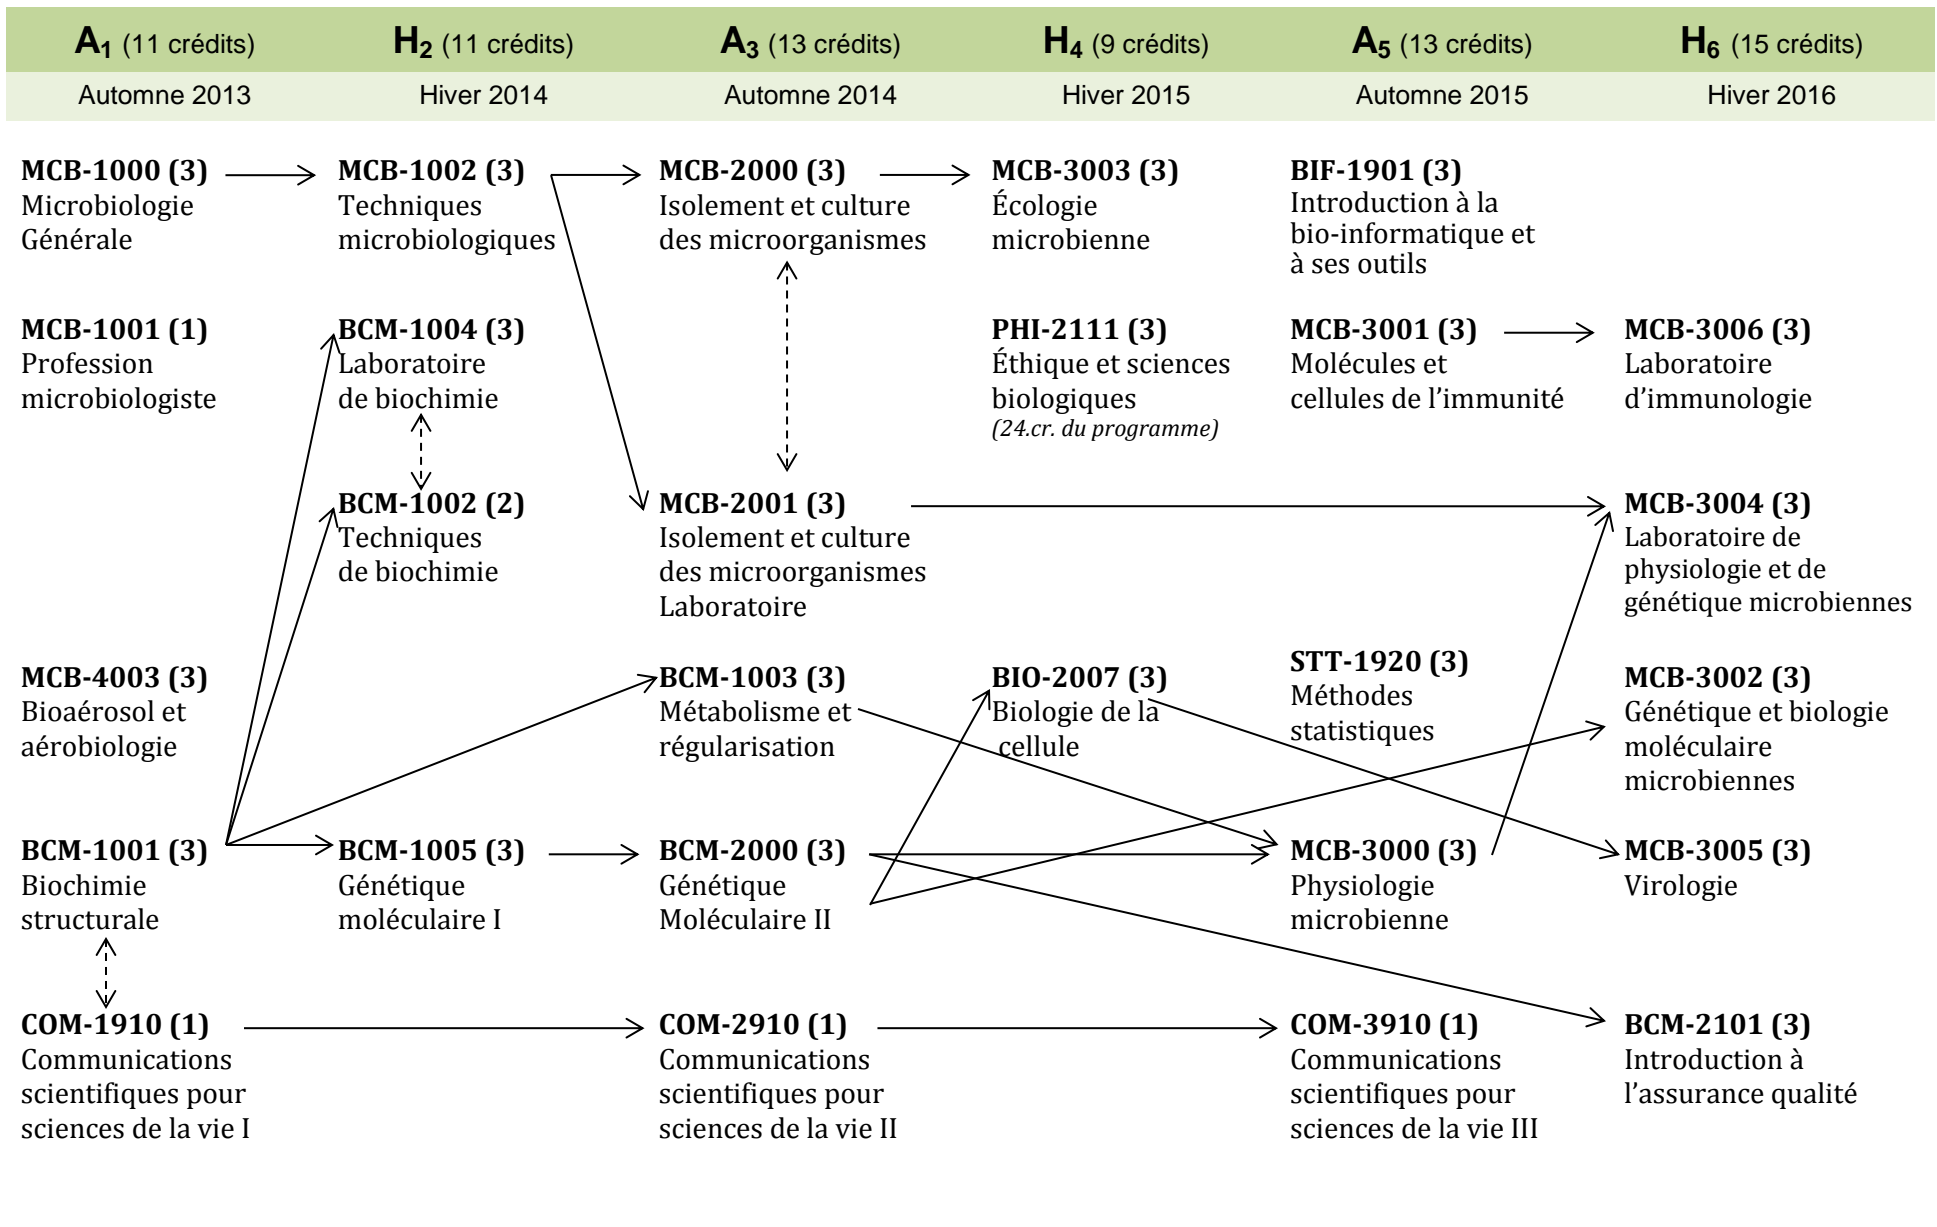 A1 (11 crédits)
H2 (11 crédits)
A3 (13 crédits)
H4 (9 crédits)
A5 (13 crédits)
H6 (15 crédits)
Automne 2013
Hiver 2014
Automne 2014
Hiver 2015
Automne 2015
Hiver 2016
MCB-1000 (3)
Microbiologie
Générale
MCB-1001 (1)
Profession
microbiologiste
MCB-4003 (3)
Bioaérosol et
aérobiologie
BCM-1001 (3)
Biochimie
structurale
COM-1910 (1)
Communications
scientifiques pour
sciences de la vie I
MCB-1002 (3)
Techniques
microbiologiques
BCM-1004 (3)
Laboratoire
de biochimie
BCM-1002 (2)
Techniques
de biochimie
BCM-1005 (3)
Génétique
moléculaire I
MCB-2000 (3)
Isolement et culture
des microorganismes
MCB-2001 (3)
Isolement et culture
des microorganismes
Laboratoire
BCM-1003 (3)
Métabolisme et
régularisation
BCM-2000 (3)
Génétique
Moléculaire II
COM-2910 (1)
Communications
scientifiques pour
sciences de la vie II
MCB-3003 (3)
Écologie
microbienne
PHI-2111 (3)
Éthique et sciences
biologiques
(24.cr. du programme)
BIO-2007 (3)
Biologie de la
cellule
BIF-1901 (3)
Introduction à la
bio-informatique et
à ses outils
MCB-3001 (3)
Molécules et
cellules de l’immunité
STT-1920 (3)
Méthodes
statistiques
MCB-3000 (3)
Physiologie
microbienne
COM-3910 (1)
Communications
scientifiques pour
sciences de la vie III
MCB-3006 (3)
Laboratoire
d’immunologie
MCB-3004 (3)
Laboratoire de
physiologie et de
génétique microbiennes
MCB-3002 (3)
Génétique et biologie
moléculaire
microbiennes
MCB-3005 (3)
Virologie
BCM-2101 (3)
Introduction à
l’assurance qualité